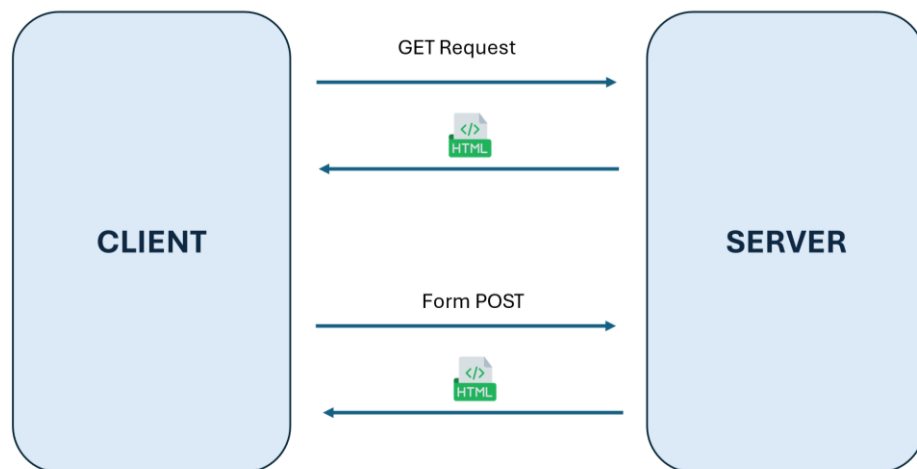 GET Request
</>
HTML
CLIENT
SERVER
Form POST
</>
HTML